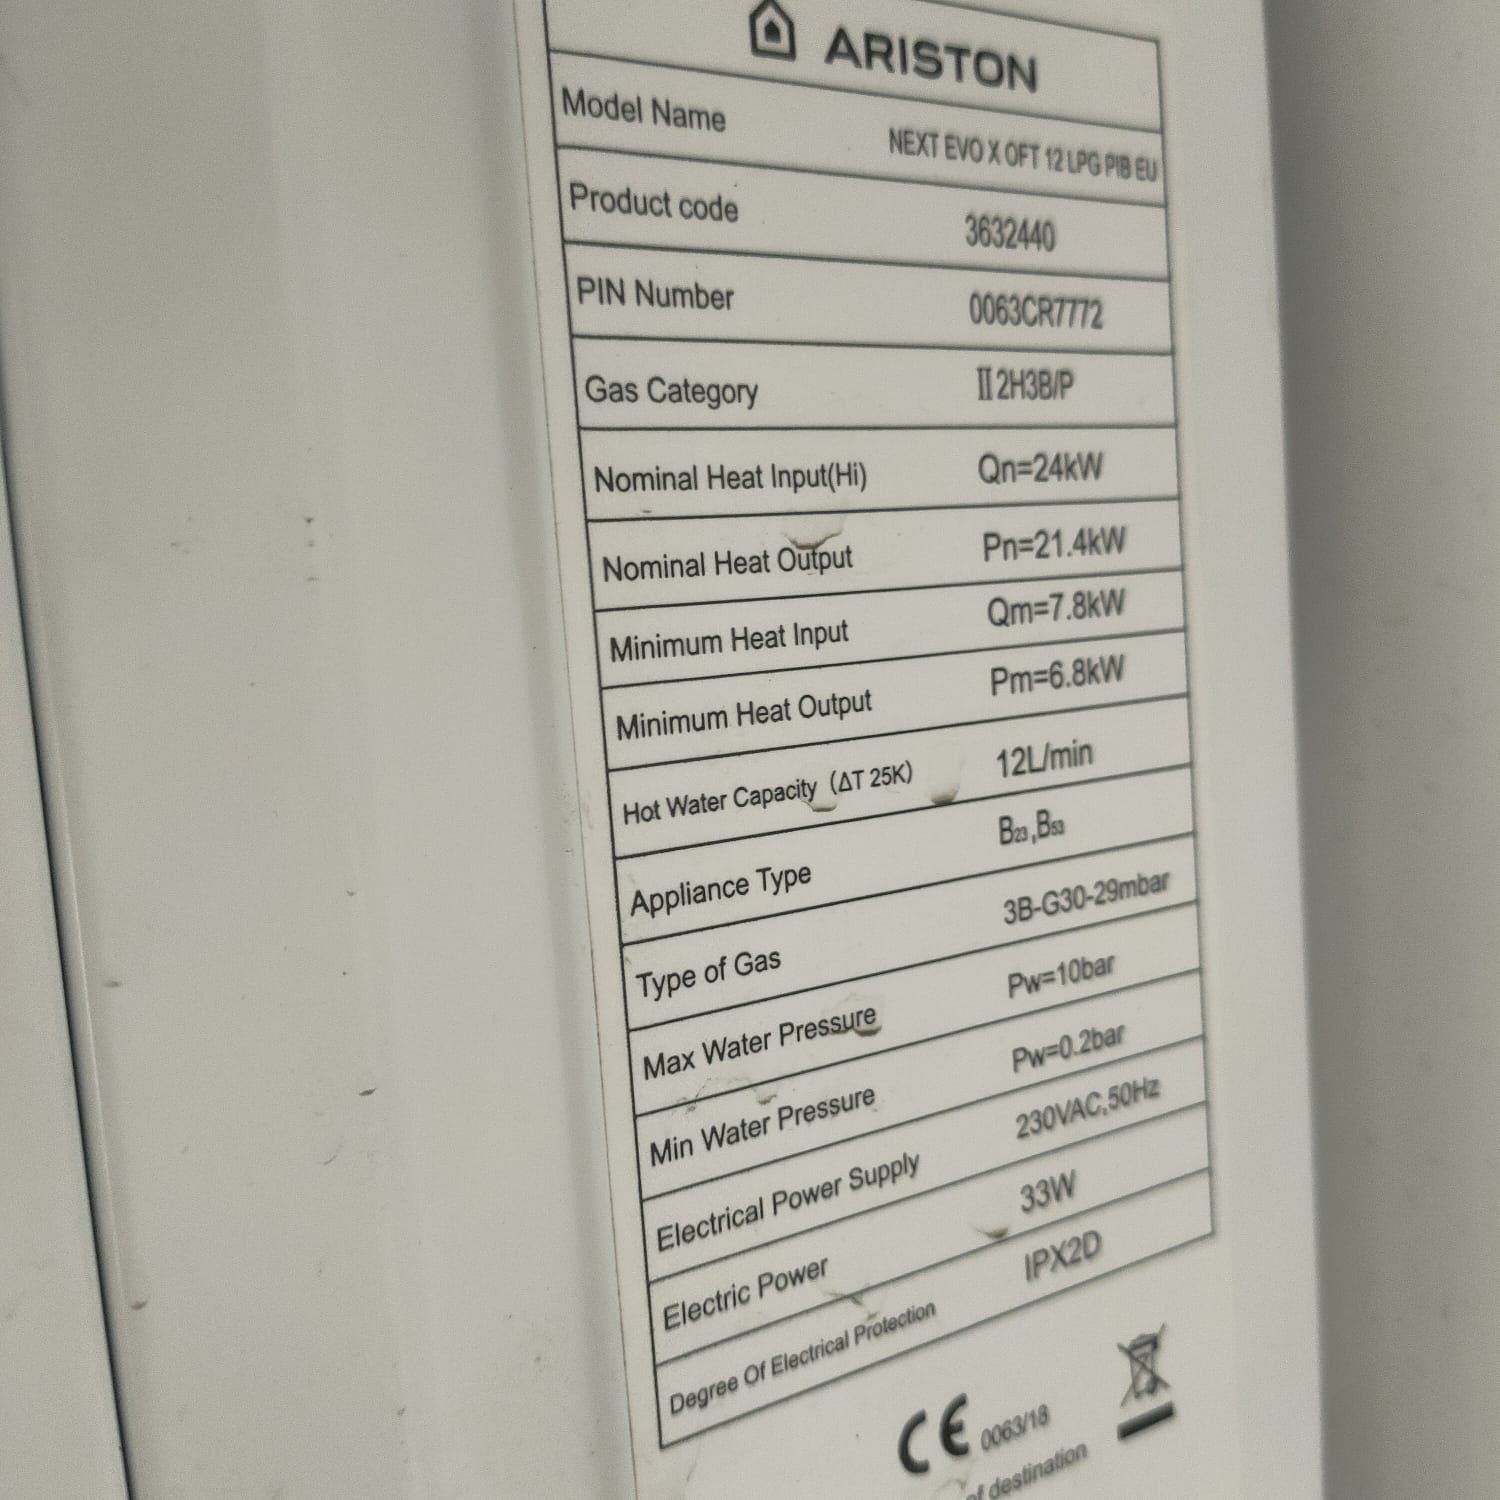 ARISTON
Model Name NEXT EVO X OFT 12 LPG PIB EU
Product code 3632440
PIN Number 0063CR7772
Gas Category II 2H3B/P
Nominal Heat Input(Hi) Qn=24kW
Nominal Heat Output Pn=21.4kW
Minimum Heat Input Qm=7.8kW
Minimum Heat Output Pm=6.8kW
Hot Water Capacity (ΔT 25K) 12L/min
Appliance Type B23,B53
Type of Gas 3B-G30-29mbar
Max Water Pressure Pw=10bar
Min Water Pressure Pw=0.2bar
Electrical Power Supply 230VAC,50Hz
Electric Power 33W
Degree Of Electrical Protection IPX2D
CE 0063/18
of destination